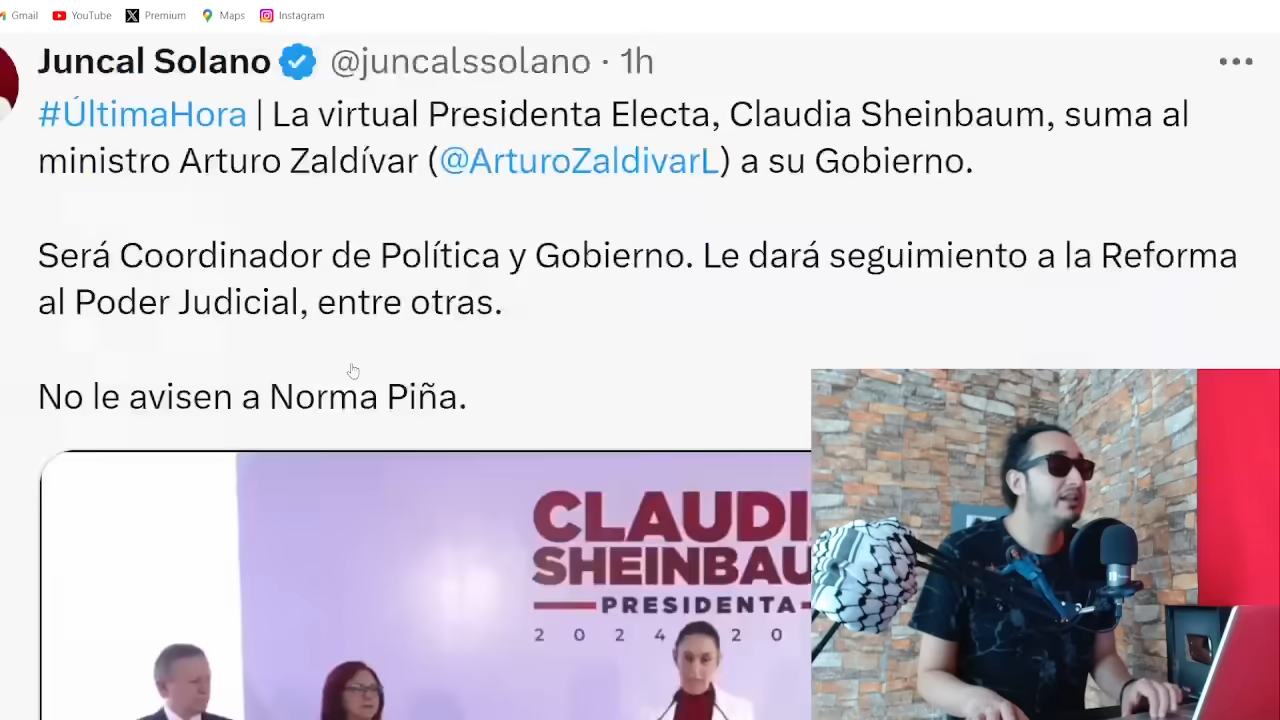 Gmail YouTube Premium Maps Instagram
Juncal Solano @juncalssolano · 1h
#ÚltimaHora | La virtual Presidenta Electa, Claudia Sheinbaum, suma al
ministro Arturo Zaldívar (@ArturoZaldivarL) a su Gobierno.
Será Coordinador de Política y Gobierno. Le dará seguimiento a la Reforma
al Poder Judicial, entre otras.
No le avisen a Norma Piña.
CLAUDI
SHEINBAU
PRESIDENTA
2 0 2 4 2 0